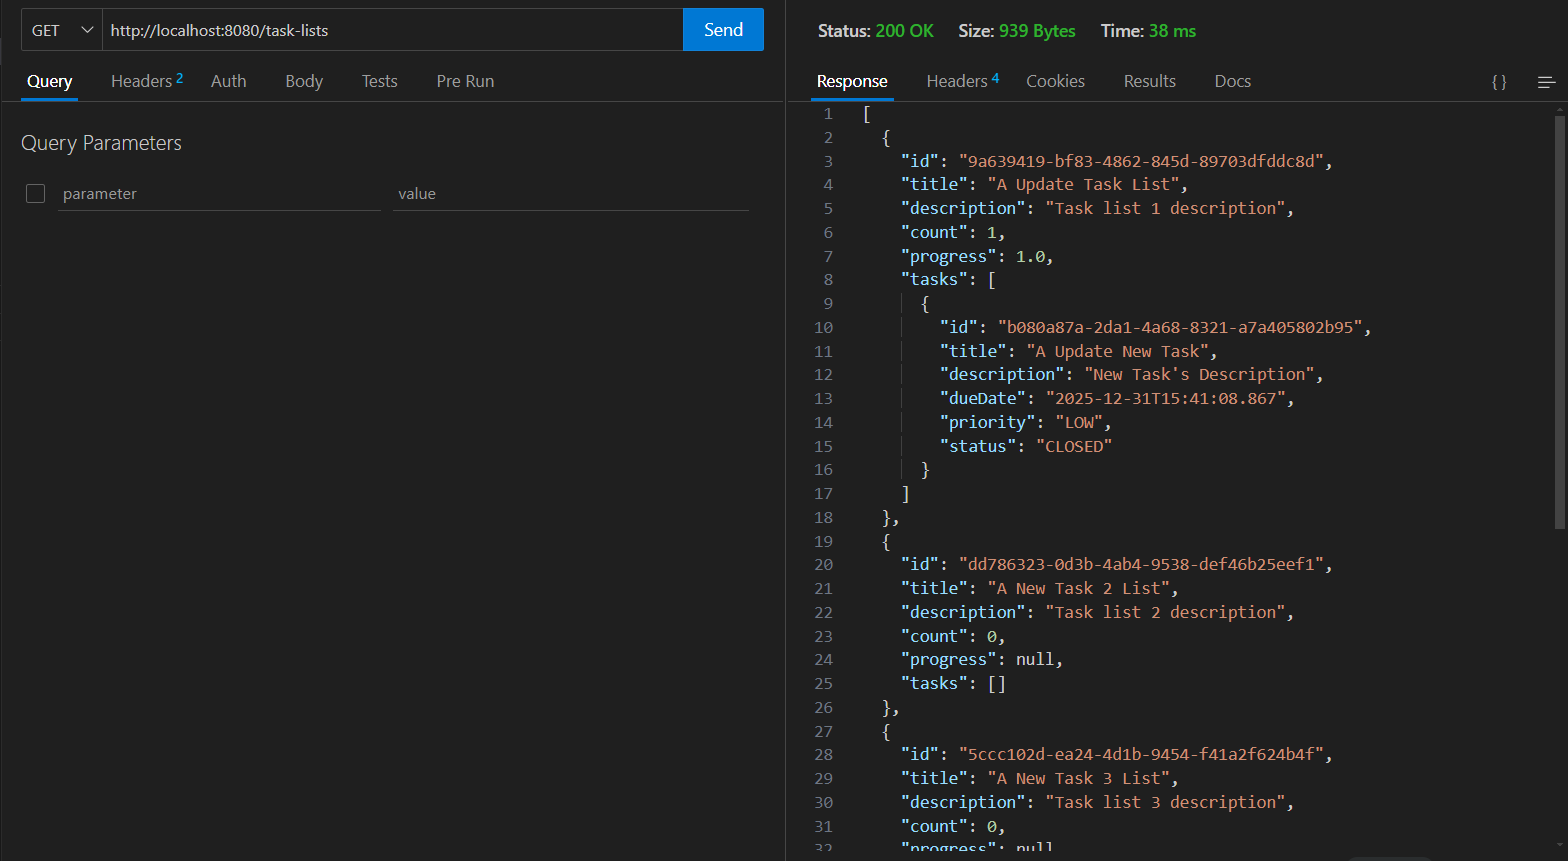 GET
http://localhost:8080/task-lists
Send
Query
Headers 2
Auth
Body
Tests
Pre Run
Query Parameters
parameter
value
Status: 200 OK
Size: 939 Bytes
Time: 38 ms
Response
Headers 4
Cookies
Results
Docs
{}
1 [
2 {
3 "id": "9a639419-bf83-4862-845d-89703dfddc8d",
4 "title": "A Update Task List",
5 "description": "Task list 1 description",
6 "count": 1,
7 "progress": 1.0,
8 "tasks": [
9 {
10 "id": "b080a87a-2da1-4a68-8321-a7a405802b95",
11 "title": "A Update New Task",
12 "description": "New Task's Description",
13 "dueDate": "2025-12-31T15:41:08.867",
14 "priority": "LOW",
15 "status": "CLOSED"
16 }
17 ]
18 },
19 {
20 "id": "dd786323-0d3b-4ab4-9538-def46b25eef1",
21 "title": "A New Task 2 List",
22 "description": "Task list 2 description",
23 "count": 0,
24 "progress": null,
25 "tasks": []
26 },
27 {
28 "id": "5ccc102d-ea24-4d1b-9454-f41a2f624b4f",
29 "title": "A New Task 3 List",
30 "description": "Task list 3 description",
31 "count": 0,
32 "progress": null